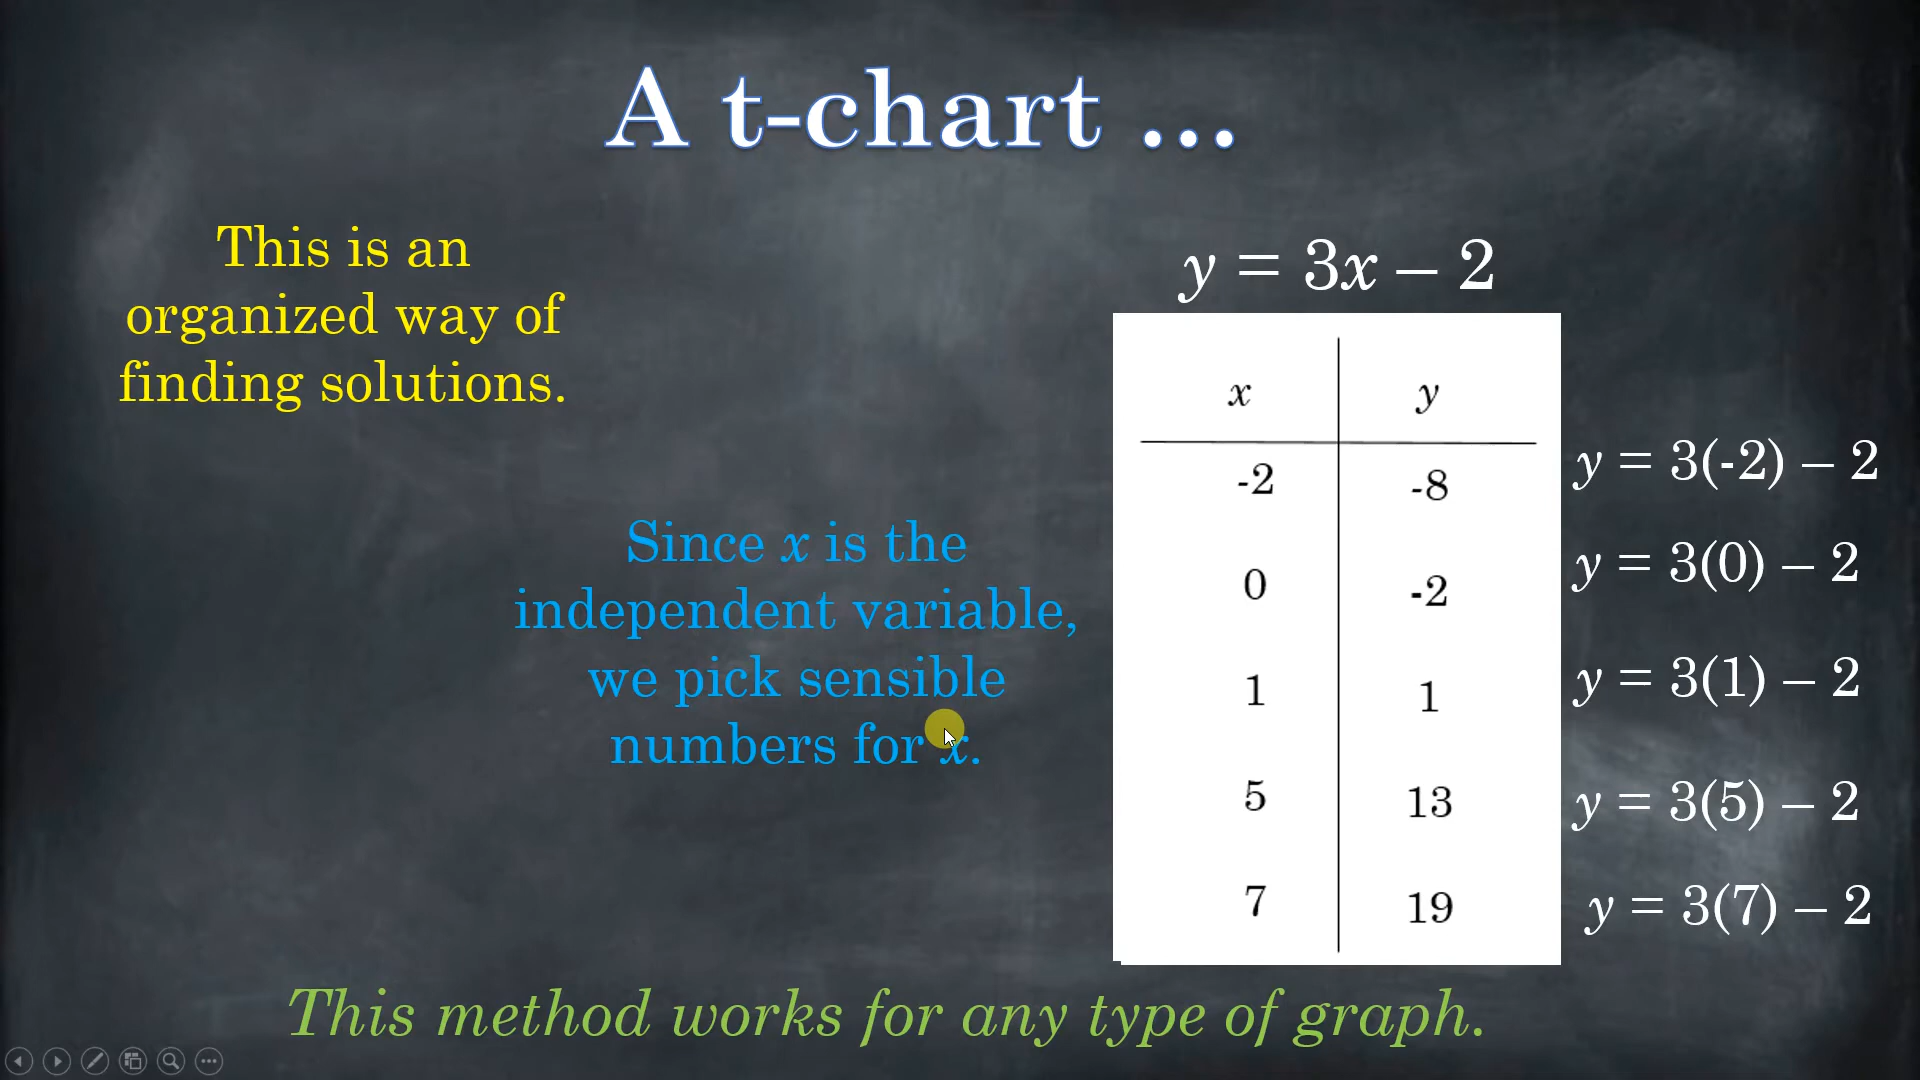 A t-chart ...
This is an
organized way of
finding solutions.
Since x is the
independent variable,
we pick sensible
numbers for x.
y = 3x – 2
x y
-2 -8
0 -2
1 1
5 13
7 19
y = 3(-2) – 2
y = 3(0) – 2
y = 3(1) – 2
y = 3(5) – 2
y = 3(7) – 2
This method works for any type of graph.